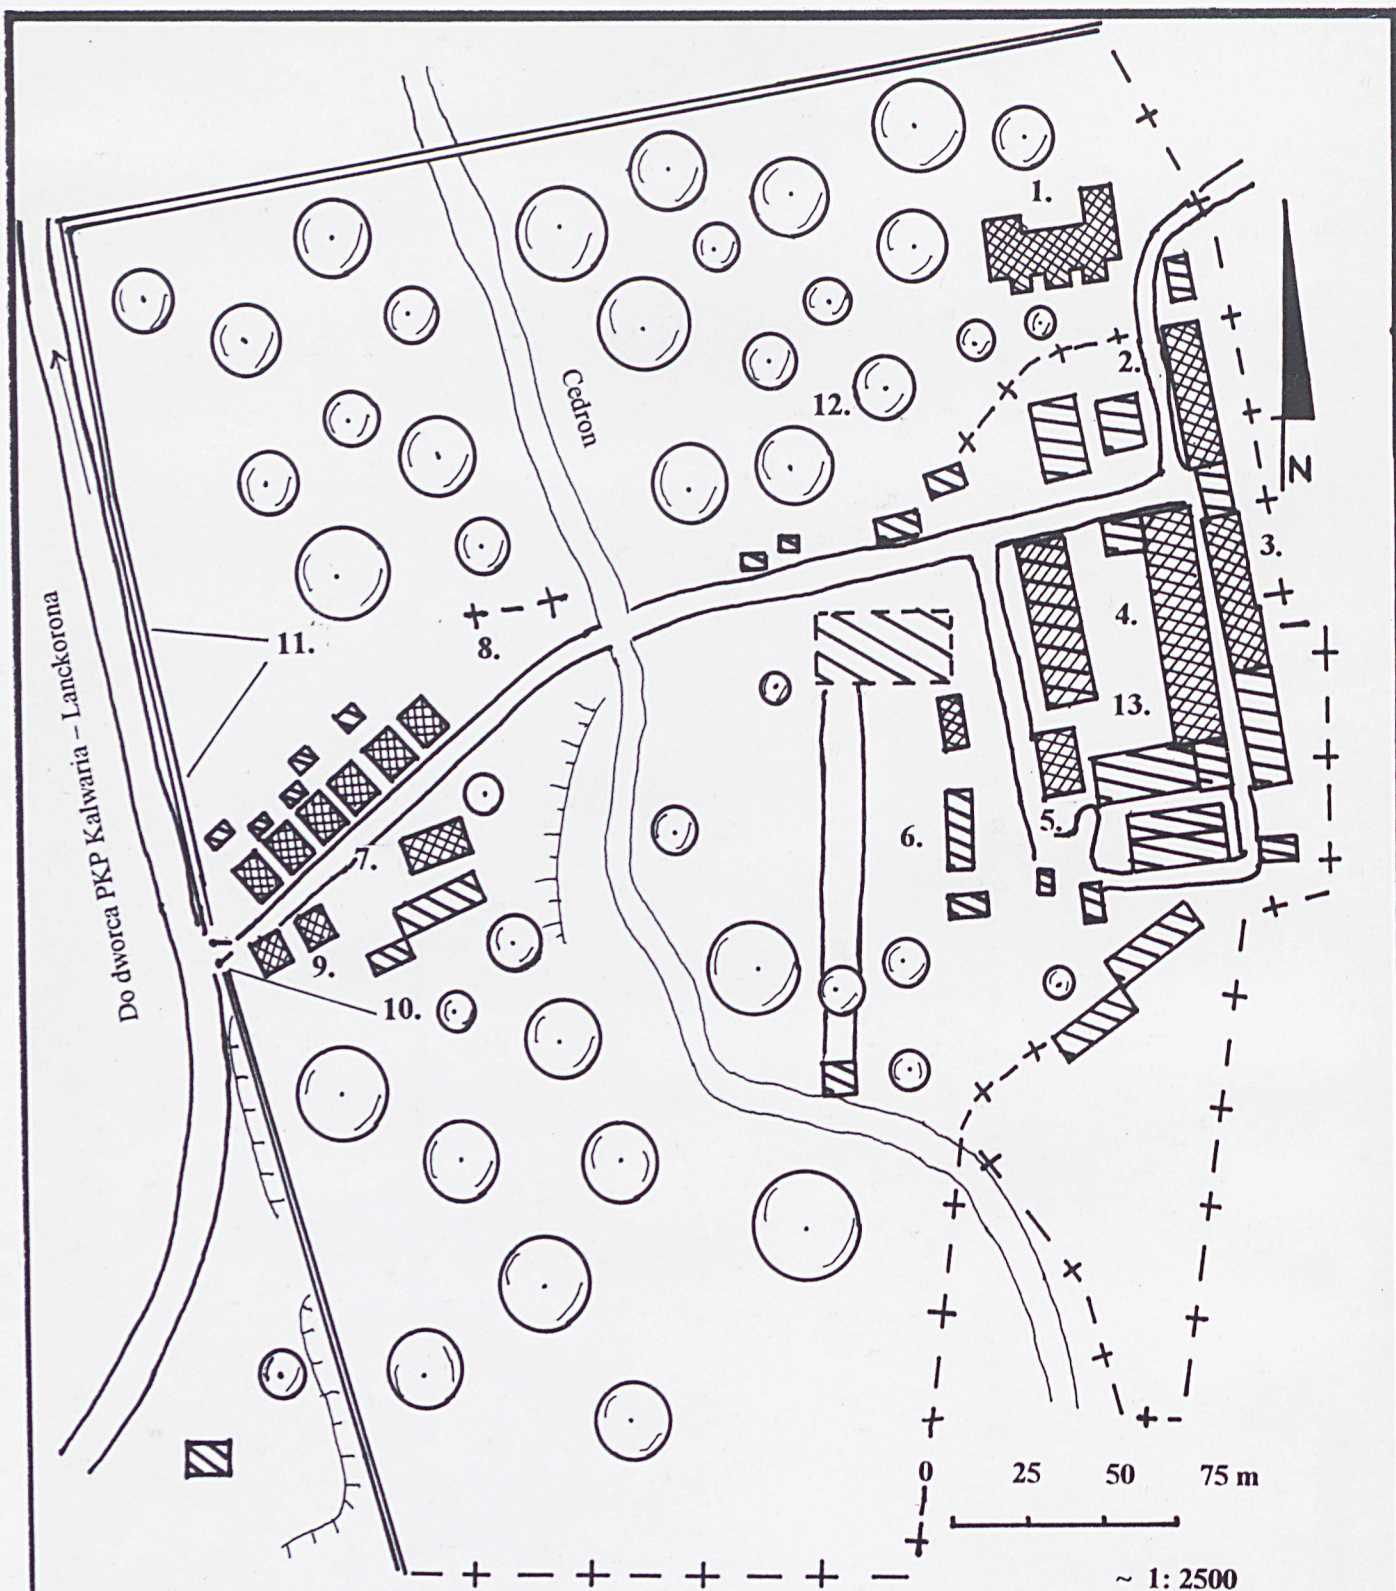 1.
2.
Cedron
12.
N
3.
4.
11.
8.
13.
Do dworca PKP Kalwaria – Lanckorona
5.
6.
7.
9.
10.
0 25 50 75 m
~ 1: 2500